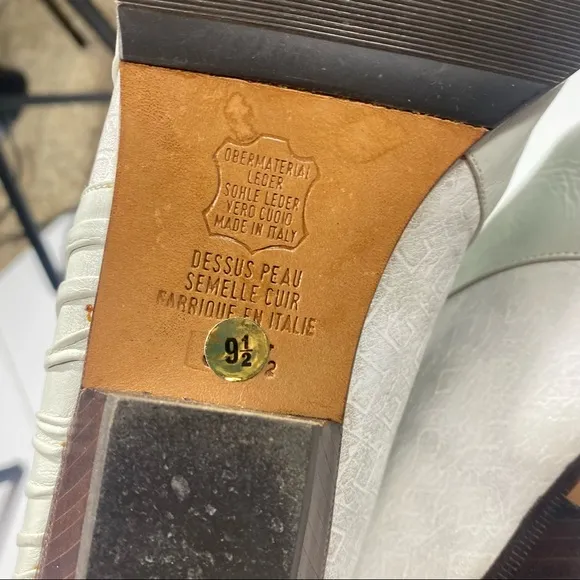 OBERMATERIAL
LEDER
SOHLE LEDER
VERO CUOIO
MADE IN ITALY
DESSUS PEAU
SEMELLE CUIR
FABRIQUE EN ITALIE
9½